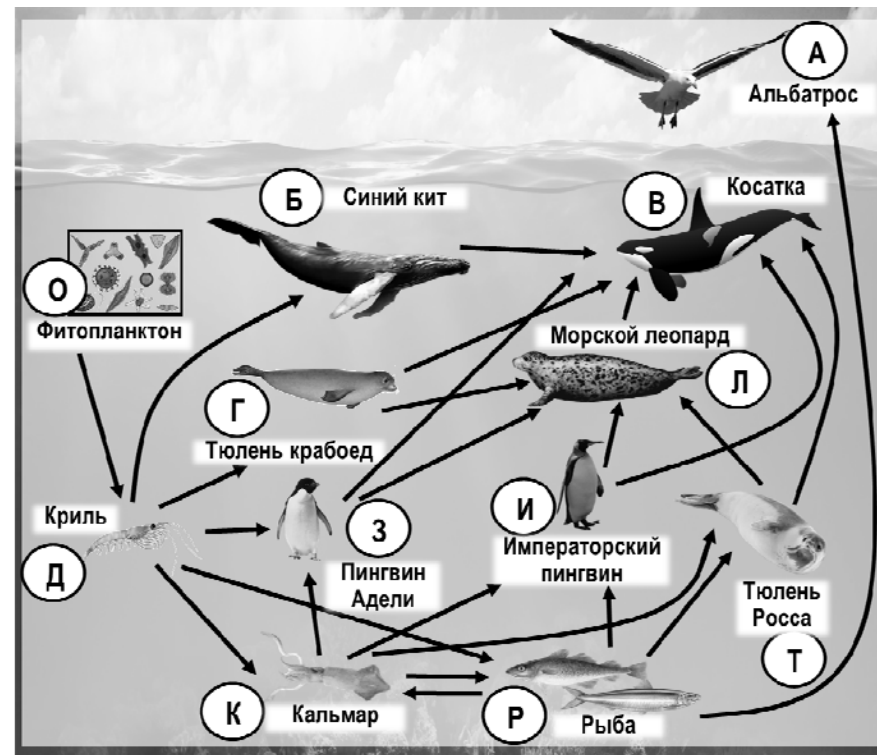 А
Альбатрос
Б
Синий кит
В
Косатка
О
Фитопланктон
Морской леопард
Л
Г
Тюлень крабоед
Криль
Д
З
Пингвин
Адели
И
Императорский
пингвин
Тюлень
Росса
Т
К
Кальмар
Р
Рыба